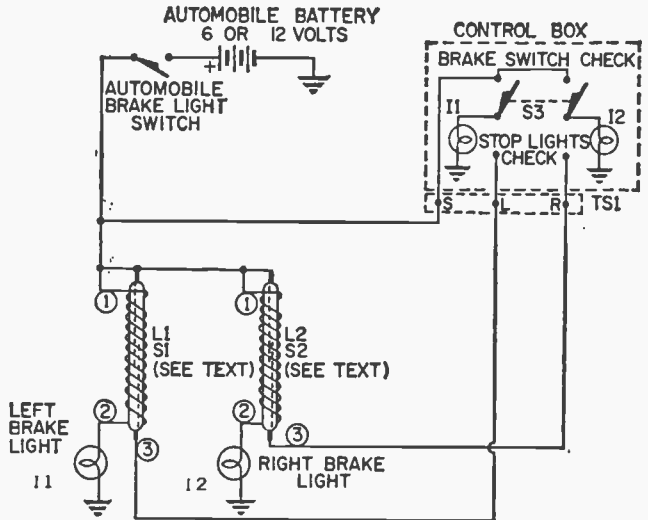 AUTOMOBILE BATTERY
6 OR 12 VOLTS
+
AUTOMOBILE
BRAKE LIGHT
SWITCH
CONTROL BOX
BRAKE SWITCH CHECK
I1
S3
I2
STOP LIGHTS
CHECK
S
L
R
TS1
1
L1
S1
(SEE TEXT)
2
3
1
L2
S2
(SEE TEXT)
2
3
LEFT
BRAKE
LIGHT
I1
I2
RIGHT BRAKE
LIGHT